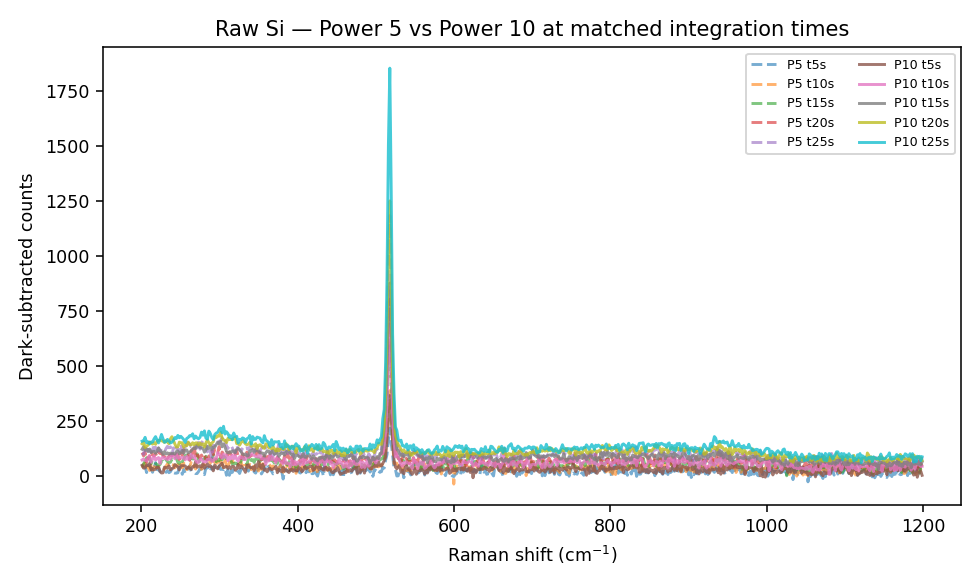 Raw Si — Power 5 vs Power 10 at matched integration times
Dark-subtracted counts
1750
1500
1250
1000
750
500
250
0
P5 t5s
P5 t10s
P5 t15s
P5 t20s
P5 t25s
P10 t5s
P10 t10s
P10 t15s
P10 t20s
P10 t25s
200 400 600 800 1000 1200
Raman shift (cm⁻¹)